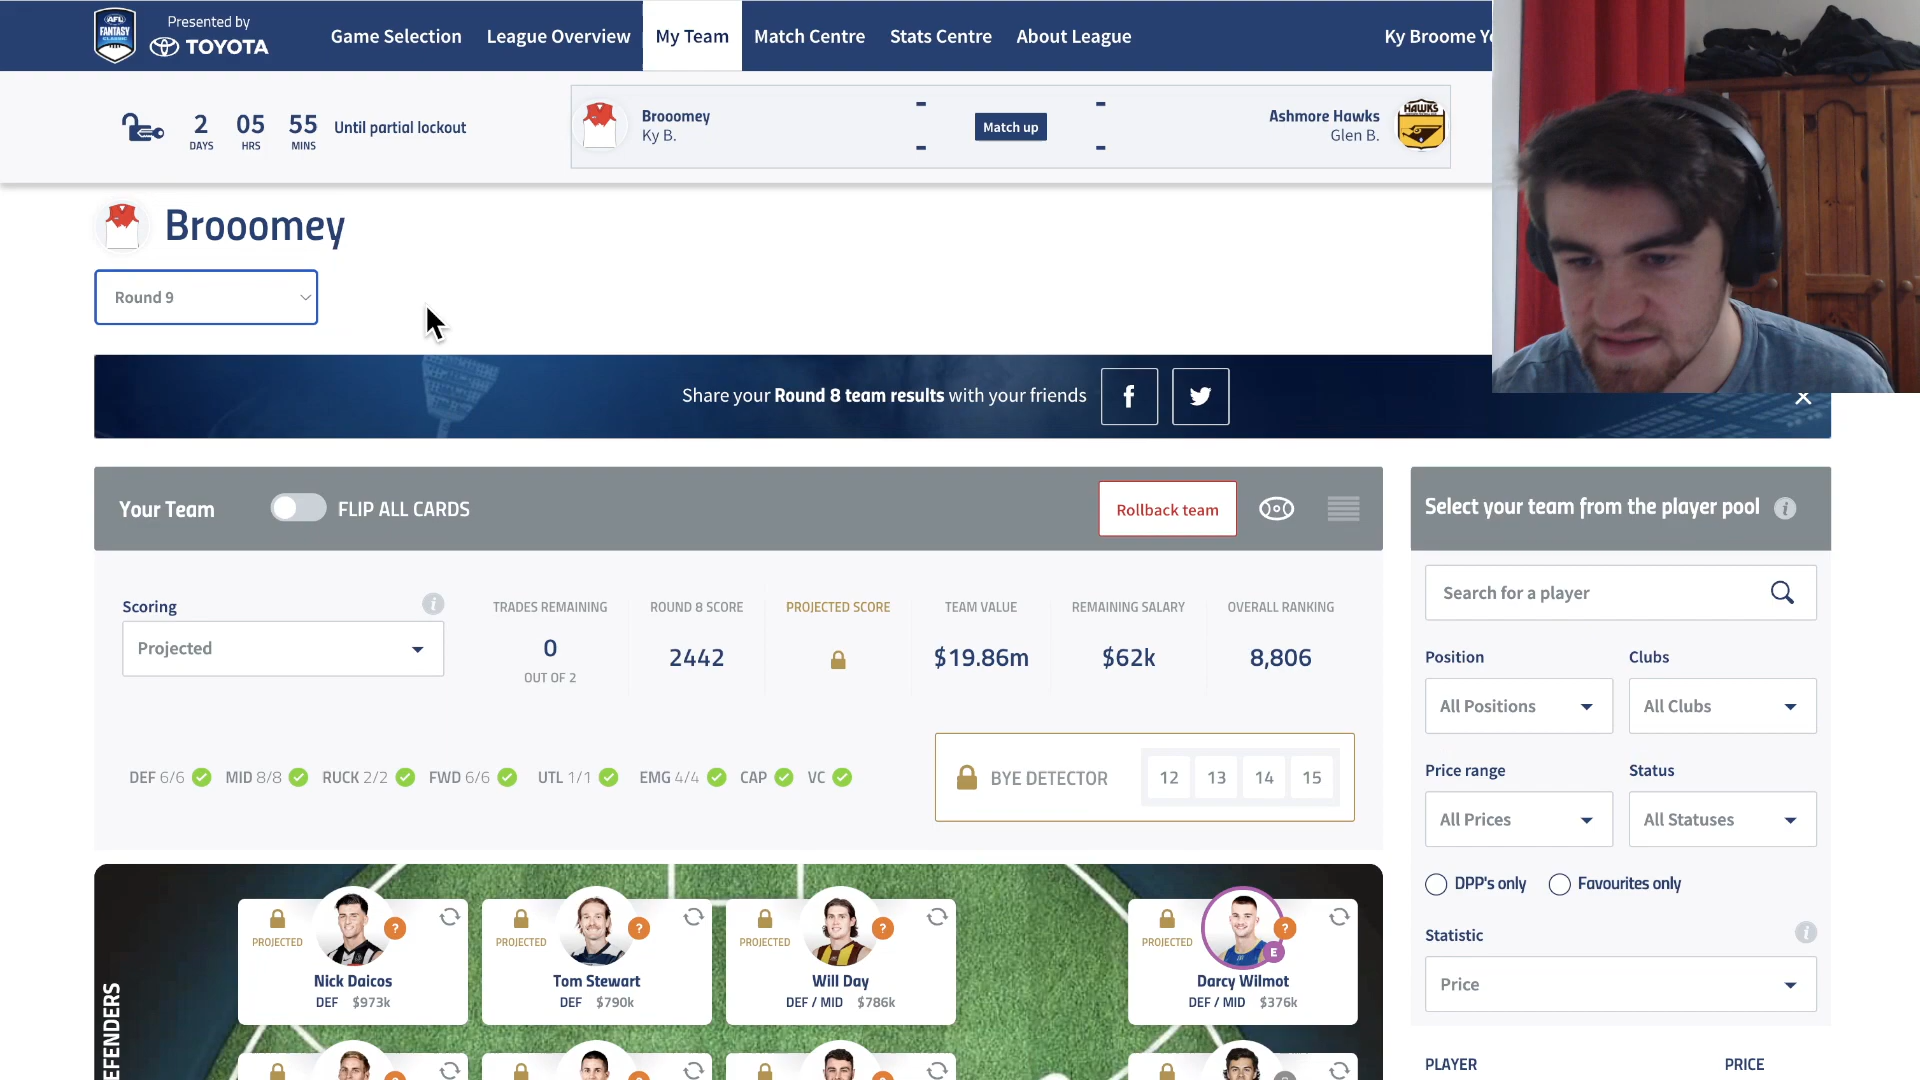 AFL
FANTASY
CLASSIC
Presented by
TOYOTA
Game Selection
League Overview
My Team
Match Centre
Stats Centre
About League
Ky Broome Yo
2
DAYS
05
HRS
55
MINS
Until partial lockout
Brooomey
Ky B.
-
-
Match up
-
-
Ashmore Hawks
Glen B.
HAWKS
Brooomey
Round 9
Share your Round 8 team results with your friends
Your Team
FLIP ALL CARDS
Rollback team
Select your team from the player pool
Scoring
Projected
TRADES REMAINING
0
OUT OF 2
ROUND 8 SCORE
2442
PROJECTED SCORE
TEAM VALUE
$19.86m
REMAINING SALARY
$62k
OVERALL RANKING
8,806
DEF 6/6
MID 8/8
RUCK 2/2
FWD 6/6
UTL 1/1
EMG 4/4
CAP
VC
BYE DETECTOR
12
13
14
15
Search for a player
Position
All Positions
Clubs
All Clubs
Price range
All Prices
Status
All Statuses
DPP's only
Favourites only
Statistic
Price
PLAYER
PRICE
PROJECTED
?
Nick Daicos
DEF $973k
PROJECTED
?
Tom Stewart
DEF $790k
PROJECTED
?
Will Day
DEF / MID $786k
PROJECTED
?
E
Darcy Wilmot
DEF / MID $376k